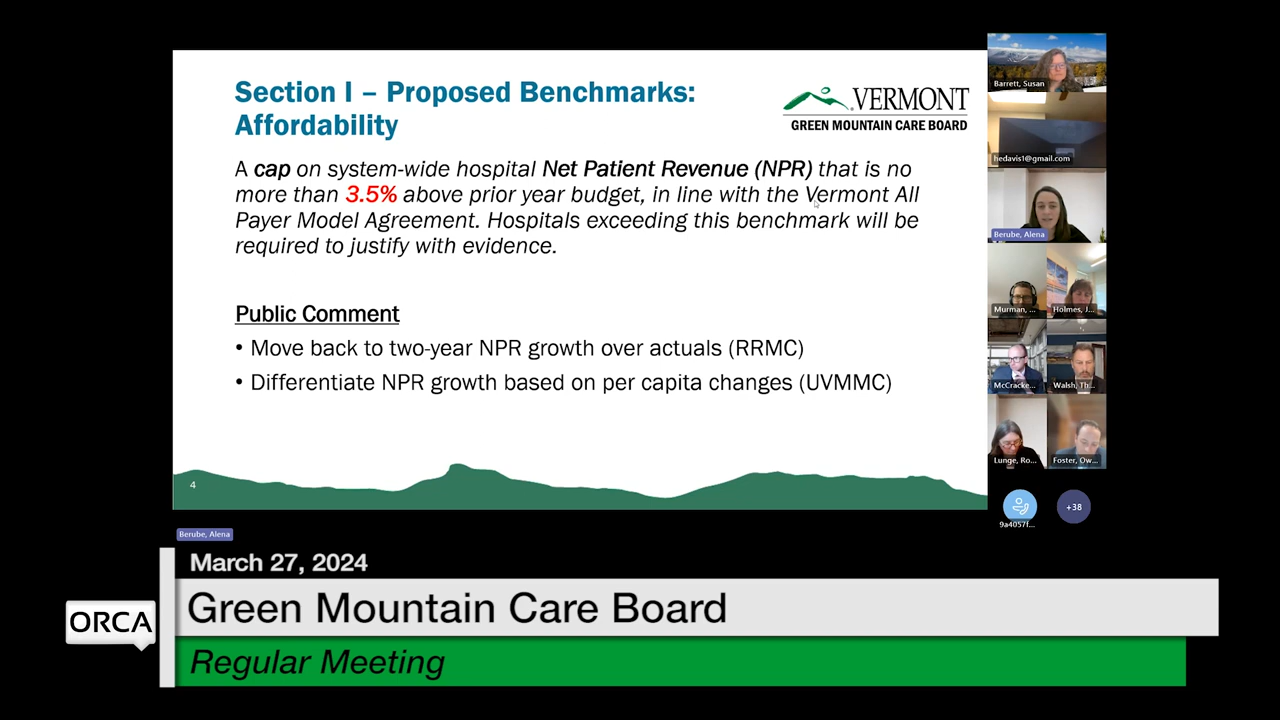 Section I – Proposed Benchmarks:
Affordability
VERMONT
GREEN MOUNTAIN CARE BOARD
A cap on system-wide hospital Net Patient Revenue (NPR) that is no
more than 3.5% above prior year budget, in line with the Vermont All
Payer Model Agreement. Hospitals exceeding this benchmark will be
required to justify with evidence.
Public Comment
• Move back to two-year NPR growth over actuals (RRMC)
• Differentiate NPR growth based on per capita changes (UVMMC)
4
Barrett, Susan
hedavis1@gmail.com
Berube, Alena
Murman, ...
Holmes, J...
McCracke...
Walsh, Th...
Lunge, Ro...
Foster, Ow...
9a4057f...
+38
Berube, Alena
March 27, 2024
ORCA
Green Mountain Care Board
Regular Meeting